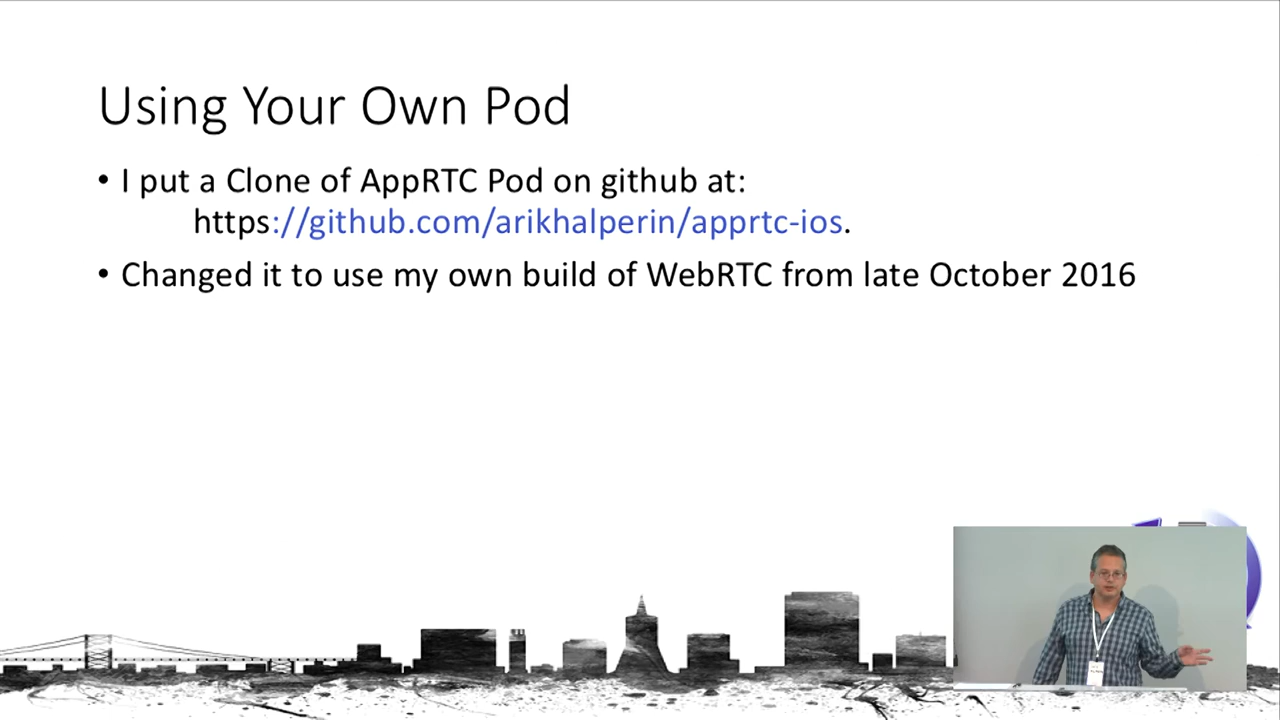 Using Your Own Pod
• I put a Clone of AppRTC Pod on github at:
https://github.com/arikhalperin/apprtc-ios.
• Changed it to use my own build of WebRTC from late October 2016